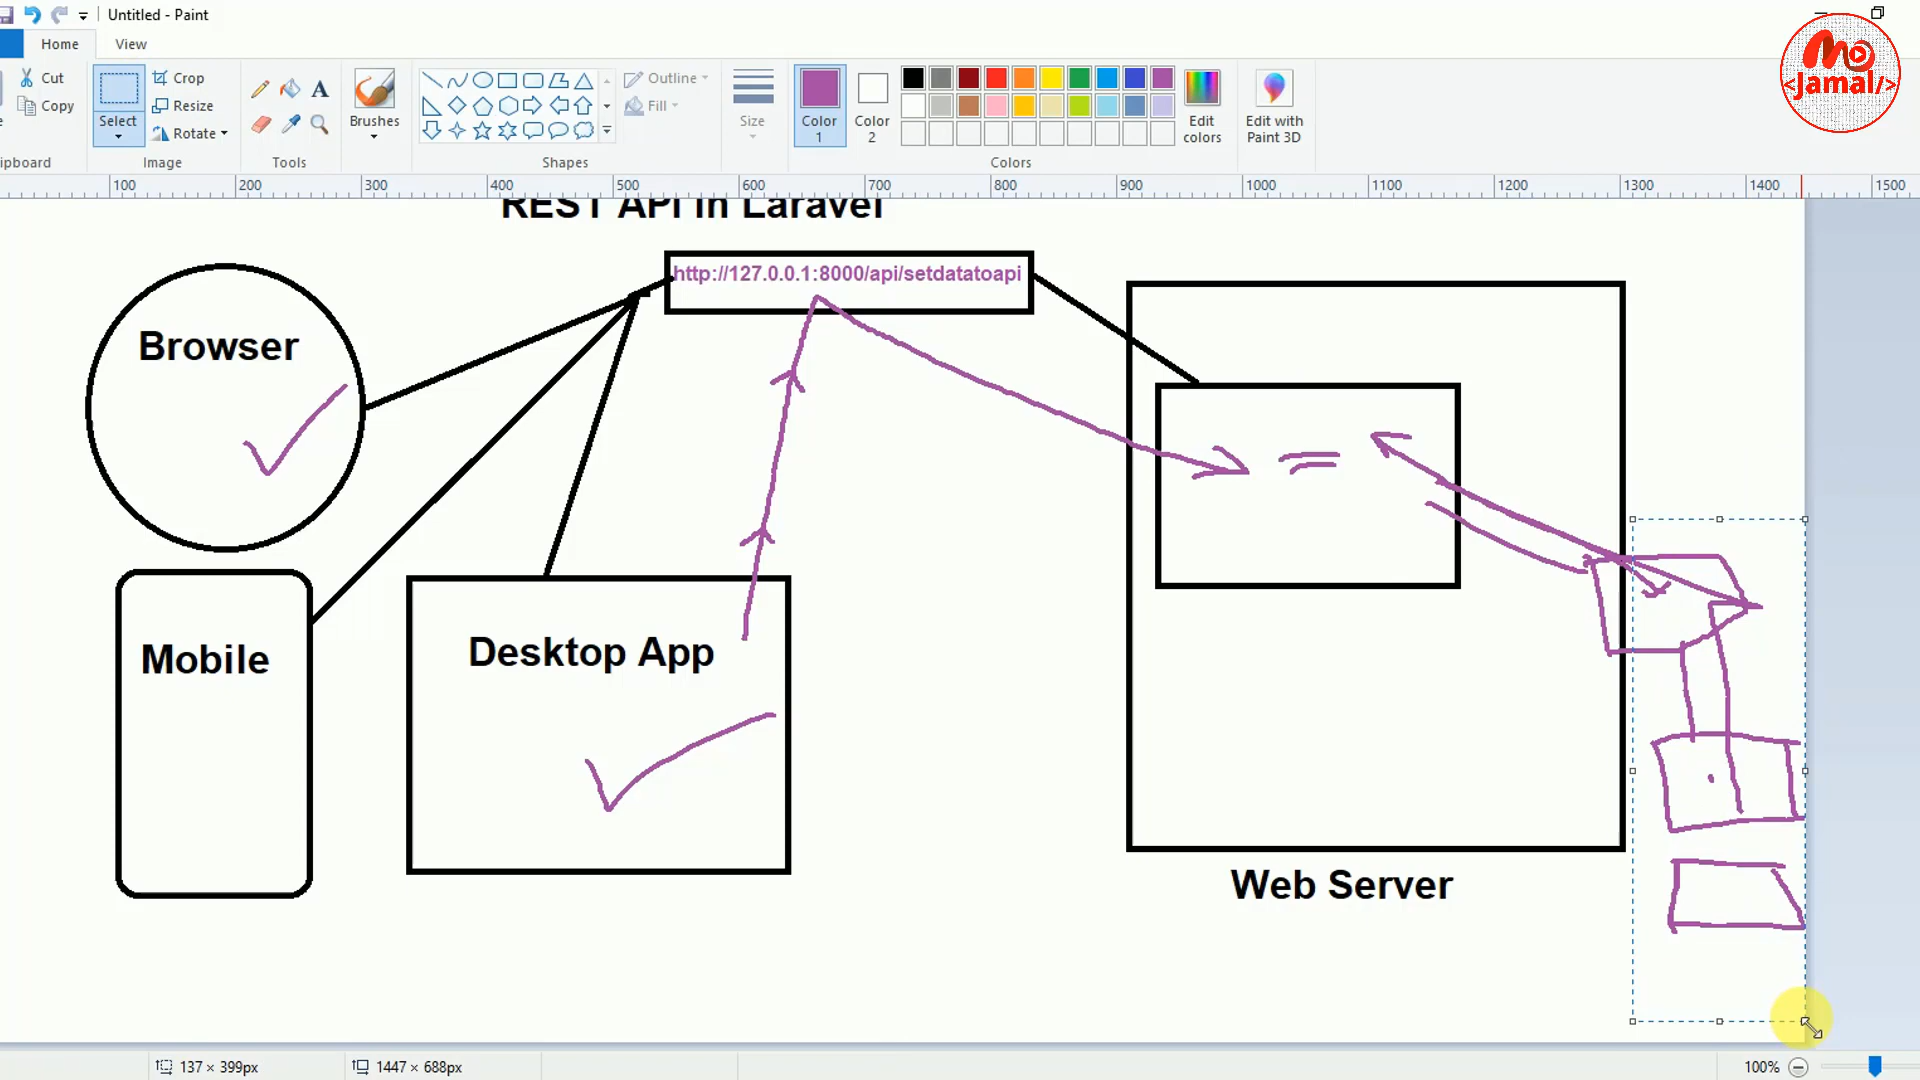 Untitled - Paint
Home View
Cut
Copy
Select
Crop
Resize
Rotate
Brushes
Outline
Fill
Size
Color 1
Color 2
Edit colors
Edit with Paint 3D
Image
Tools
Shapes
Colors
100 200 300 400 500 600 700 800 900 1000 1100 1200 1300 1400 1500
Mo
<Jamal/>
REST API in Laravel
http://127.0.0.1:8000/api/setdatatoapi
Browser
Mobile
Desktop App
Web Server
137 × 399px
1447 × 688px
100%